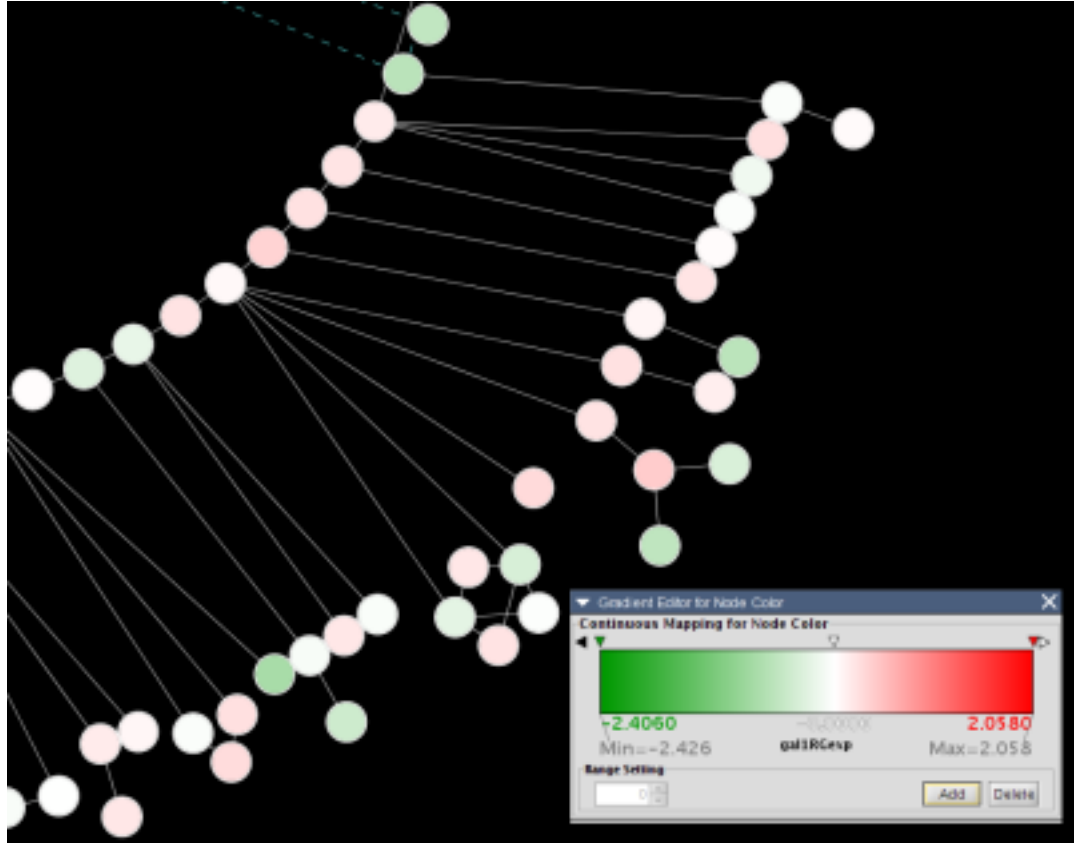 Gradient Editor for Node Color
Continuous Mapping for Node Color
-2.4060 2.0580
Min=-2.426 gal1RGexp Max=2.058
Range Setting
0 Add Delete